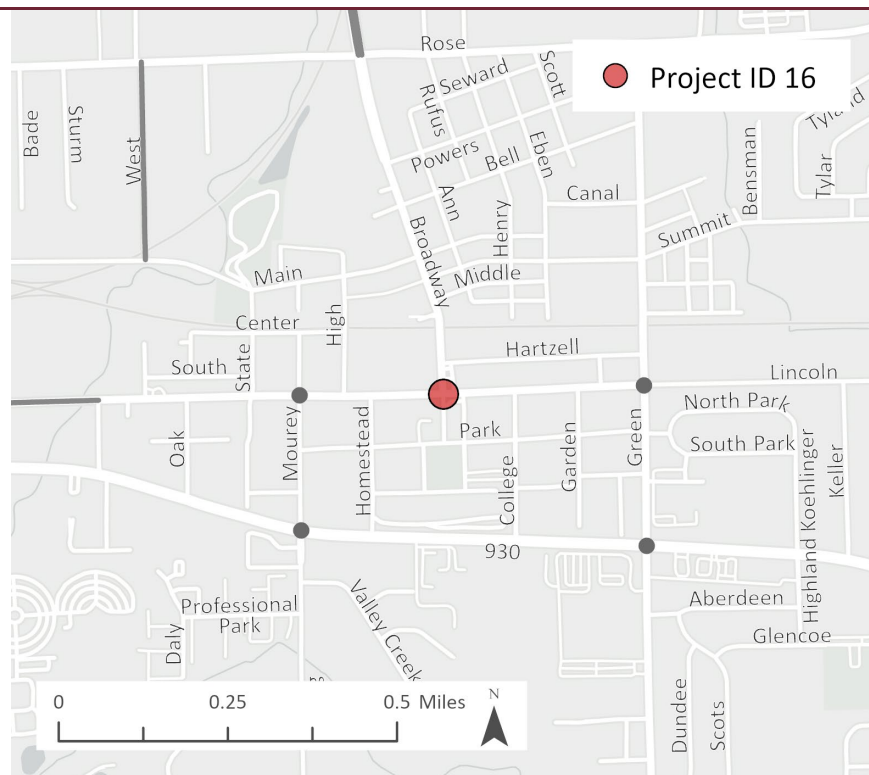 Rose
Project ID 16
Seward
Scott
Rufus
Bade
Sturm
West
Powers
Bell
Eben
Canal
Bensman
Tyland
Tylar
Ann
Henry
Broadway
Summit
Main
Middle
Center
High
South
State
Hartzell
Lincoln
North Park
Oak
Mourey
Homestead
Park
College
Garden
Green
South Park
Highland Koehlinger
Keller
930
Professional
Park
Daly
Valley Creek
Aberdeen
Glencoe
Dundee
Scots
0
0.25
0.5 Miles
N